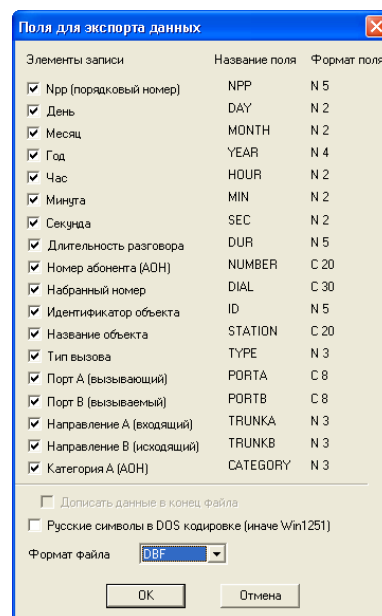 Поля для экспорта данных
Элементы записи Название поля Формат поля
Npp (порядковый номер) NPP N 5
День DAY N 2
Месяц MONTH N 2
Год YEAR N 4
Час HOUR N 2
Минута MIN N 2
Секунда SEC N 2
Длительность разговора DUR N 5
Номер абонента (АОН) NUMBER C 20
Набранный номер DIAL C 30
Идентификатор объекта ID N 5
Название объекта STATION C 20
Тип вызова TYPE N 3
Порт А (вызывающий) PORTA C 8
Порт В (вызываемый) PORTB C 8
Направление А (входящий) TRUNKA N 3
Направление В (исходящий) TRUNKB N 3
Категория А (АОН) CATEGORY N 3
Дописать данные в конец файла
Русские символы в DOS кодировке (иначе Win1251)
Формат файла DBF
OK Отмена